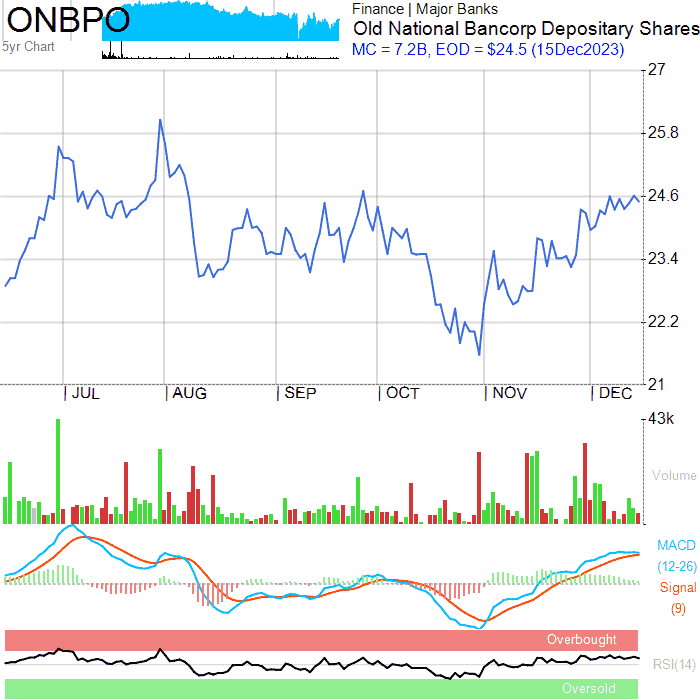 ONBPO
5yr Chart
Finance | Major Banks
Old National Bancorp Depositary Shares
MC = 7.2B, EOD = $24.5 (15Dec2023)
27
25.8
24.6
23.4
22.2
21
JUL AUG SEP OCT NOV DEC
43k
Volume
MACD
(12-26)
Signal
(9)
Overbought
RSI(14)
Oversold